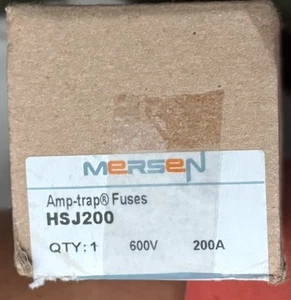 mersen
Amp-trap® Fuses
HSJ200
QTY: 1 600V 200A